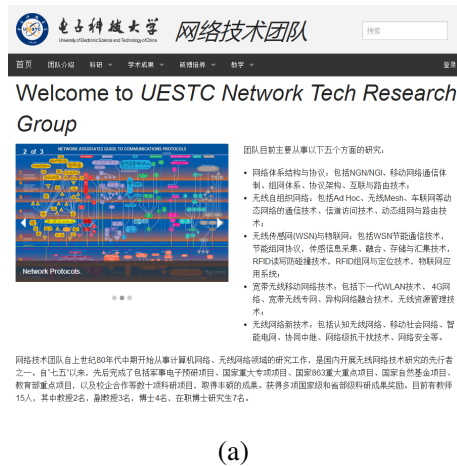 电子科技大学
University of Electronic Science and Technology of China
网络技术团队
搜索
首页 团队介绍 科研 学术成果 硕博培养 教学 登录
Welcome to UESTC Network Tech Research
Group
2 of 3
NETWORK ASSOCIATES GUIDE TO COMMUNICATIONS PROTOCOLS
Network Protocols.
团队目前主要从事以下五个方面的研究:
网络体系结构与协议,包括NGN/NGI、移动网络通信体
制、组网体系、协议架构、互联与路由技术;
无线自组织网络,包括Ad Hoc、无线Mesh、车联网等动
态网络的通信技术、信道访问技术、动态组网与路由技
术;
无线传感网(WSN)与物联网,包括WSN节能通信技术,
节能组网协议,传感信息采集、融合、存储与汇集技术,
RFID读写防碰撞技术,RFID组网与定位技术,物联网应
用系统;
宽带无线移动网络技术,包括下一代WLAN技术、 4G网
络、宽带无线专网、异构网络融合技术,无线资源管理技
术;
无线网络新技术,包括认知无线网络、移动社会网络、智
能电网、协同中继、网络级抗干扰技术、网络安全等。
网络技术团队自上世纪80年代中期开始从事计算机网络、无线网络领域的研究工作,是国内开展无线网络技术研究的先行者
之一。自"七五"以来,先后完成了包括军事电子预研项目、国家重大专项项目、国家863重大重点项目、国家自然基金项目、
教育部重点项目,以及校企合作等数十项科研项目,取得丰硕的成果。获得多项国家级和省部级科研成果奖励。目前有教师
15人,其中教授2名,副教授3名,博士4名,在职博士研究生7名。
(a)